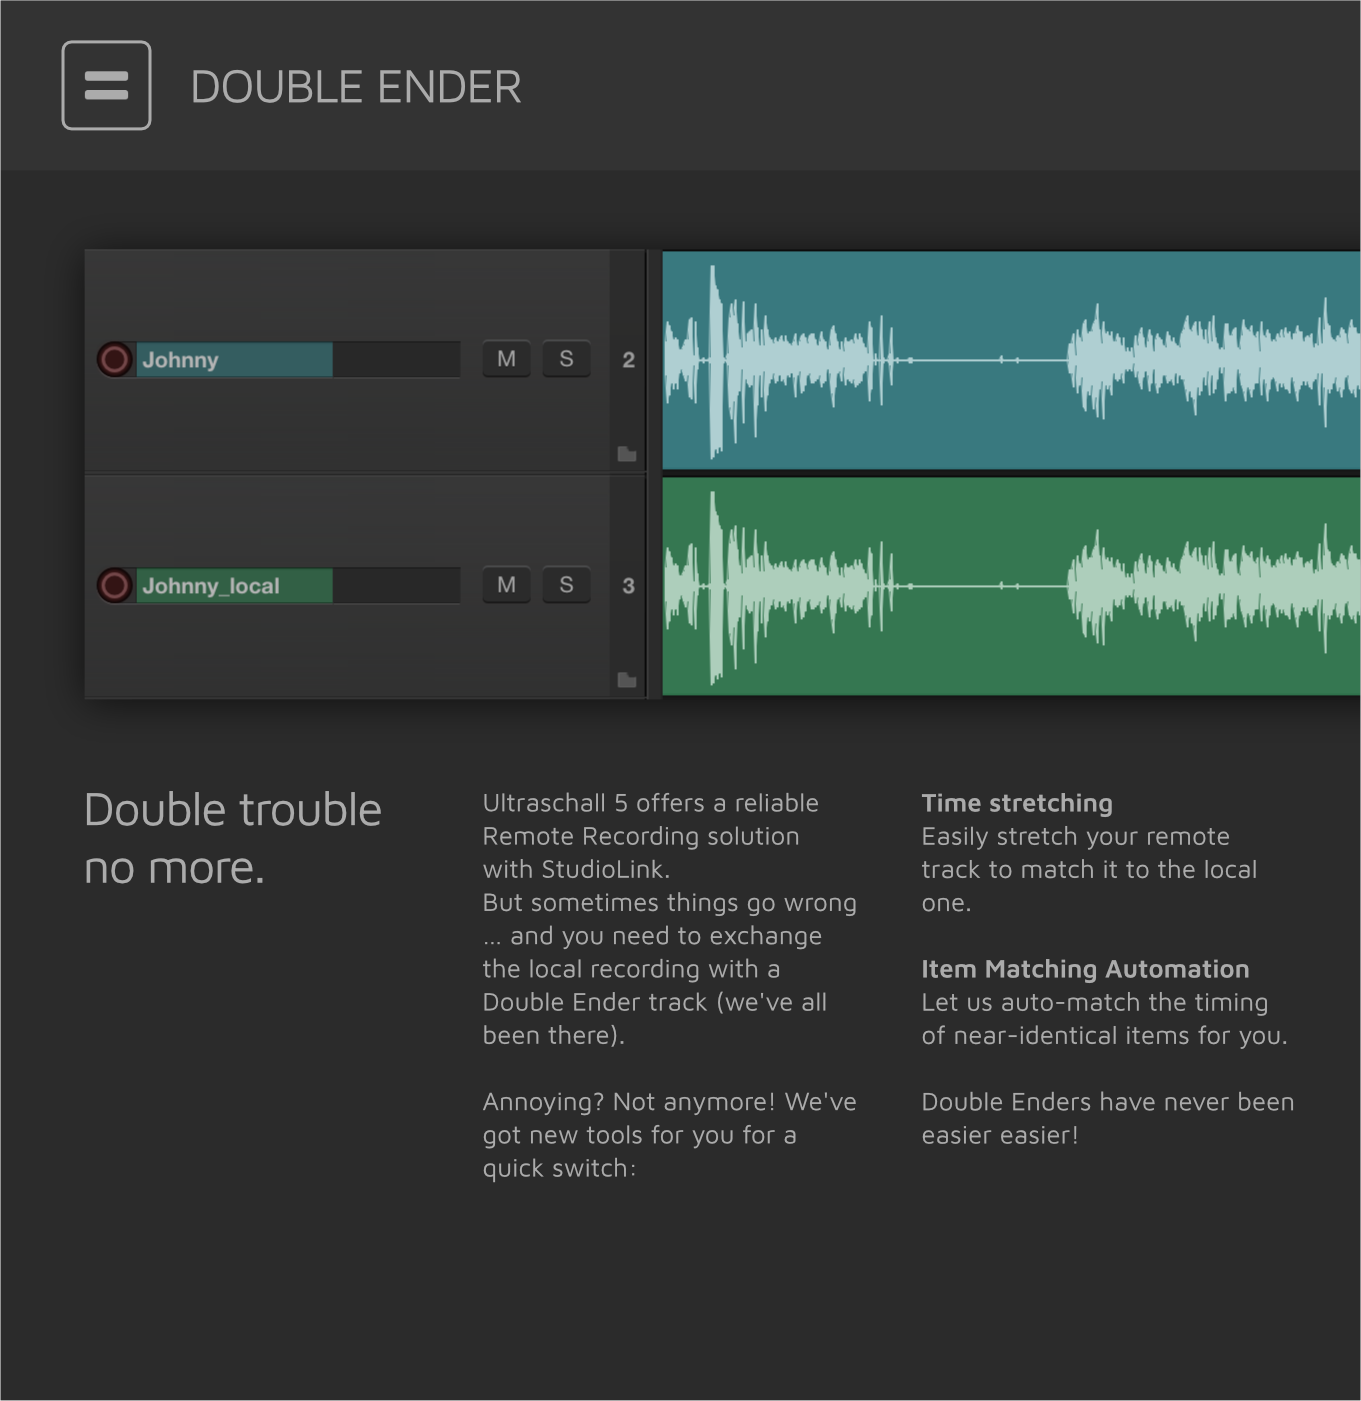 DOUBLE ENDER
Johnny
M
S
2
Johnny_local
M
S
3
Double trouble
no more.
Ultraschall 5 offers a reliable
Remote Recording solution
with StudioLink.
But sometimes things go wrong
... and you need to exchange
the local recording with a
Double Ender track (we've all
been there).
Annoying? Not anymore! We've
got new tools for you for a
quick switch:
Time stretching
Easily stretch your remote
track to match it to the local
one.
Item Matching Automation
Let us auto-match the timing
of near-identical items for you.
Double Enders have never been
easier easier!